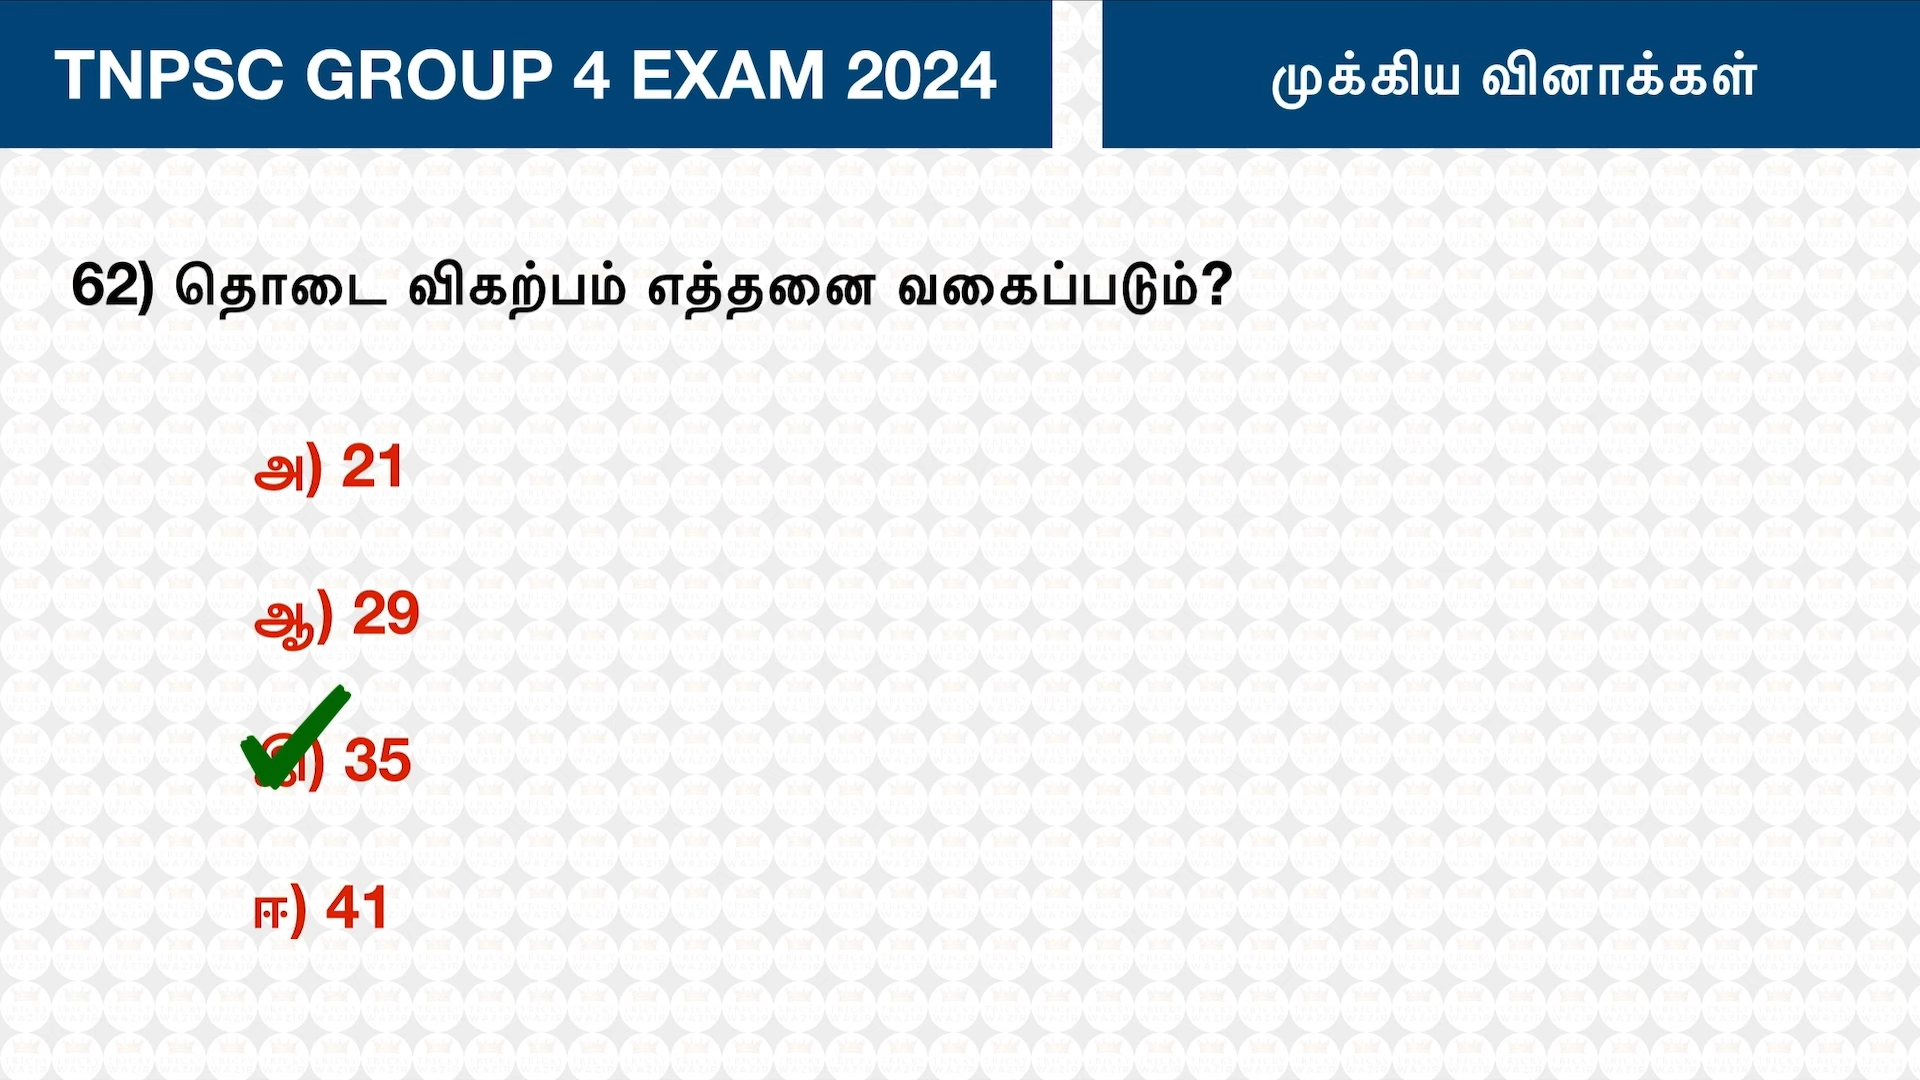 TNPSC GROUP 4 EXAM 2024
முக்கிய வினாக்கள்
62) தொடை விகற்பம் எத்தனை வகைப்படும்?
அ) 21
ஆ) 29
இ) 35
ஈ) 41